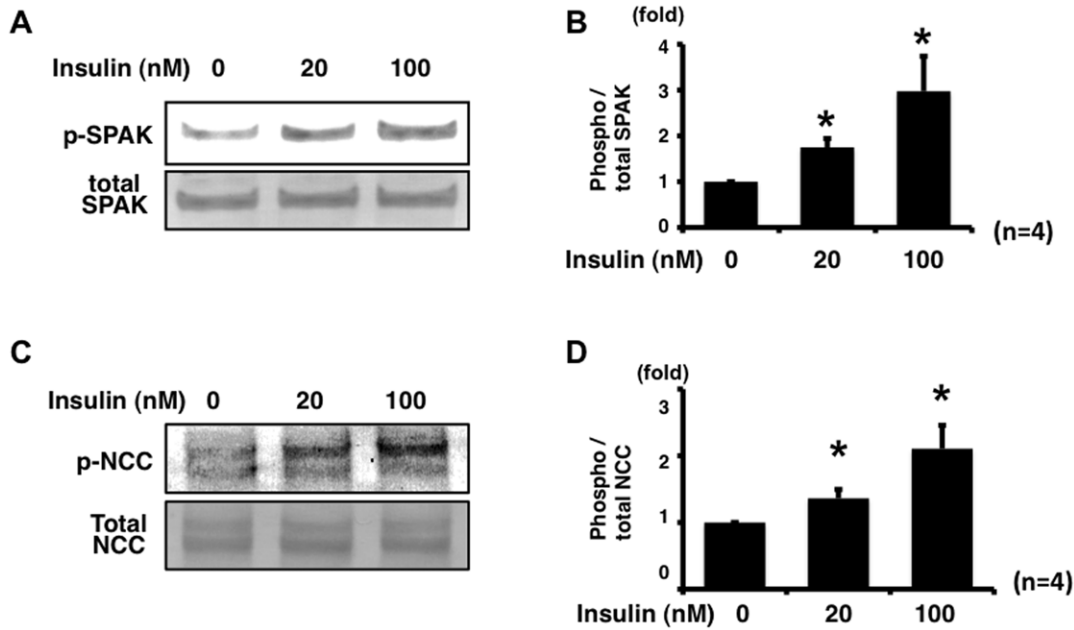 A
Insulin (nM) 0 20 100
p-SPAK
total
SPAK
B
(fold)
Phospho /
total SPAK
4
3
2
1
0
*
*
(n=4)
Insulin (nM) 0 20 100
C
Insulin (nM) 0 20 100
p-NCC
Total
NCC
D
(fold)
Phospho /
total NCC
3
2
1
0
*
*
(n=4)
Insulin (nM) 0 20 100